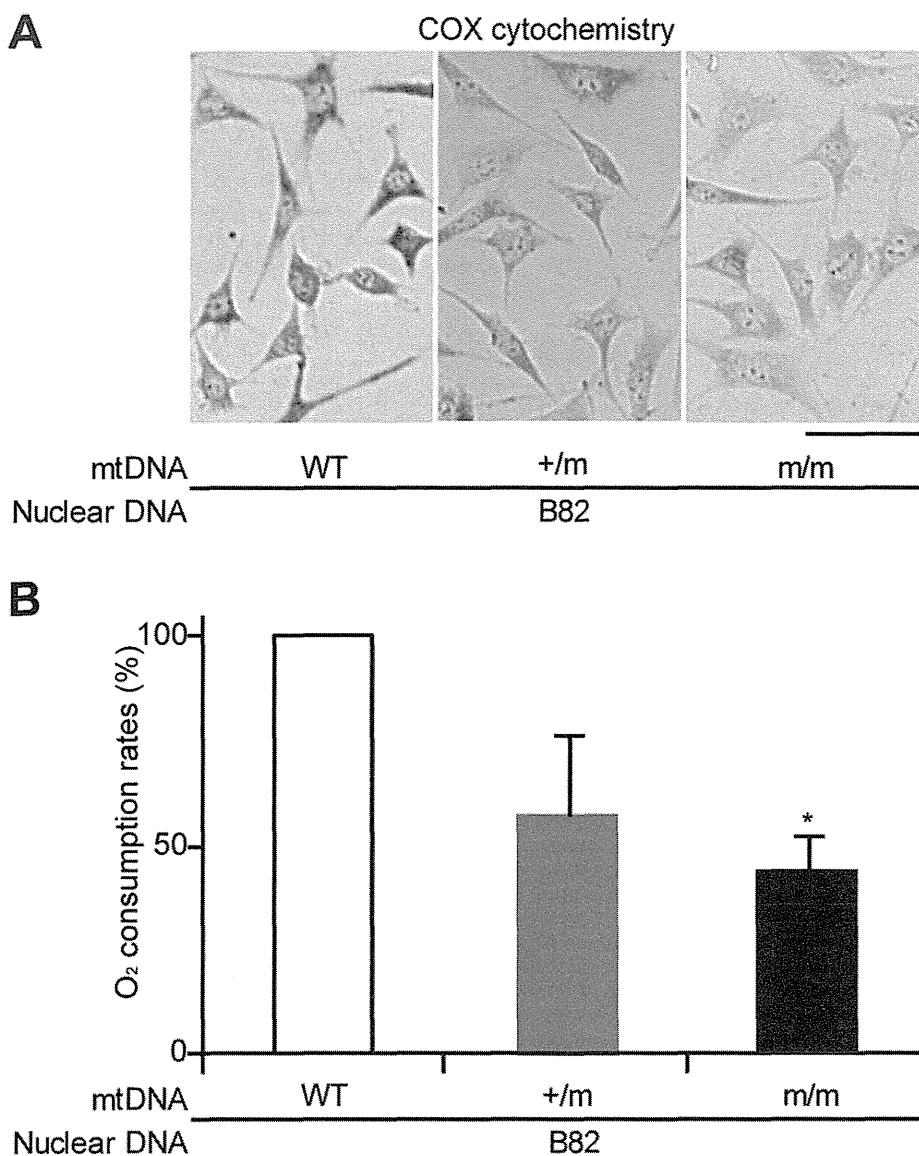 A
COX cytochemistry
mtDNA WT +/m m/m
Nuclear DNA B82
B
O₂ consumption rates (%)
100
50
0
*
mtDNA WT +/m m/m
Nuclear DNA B82